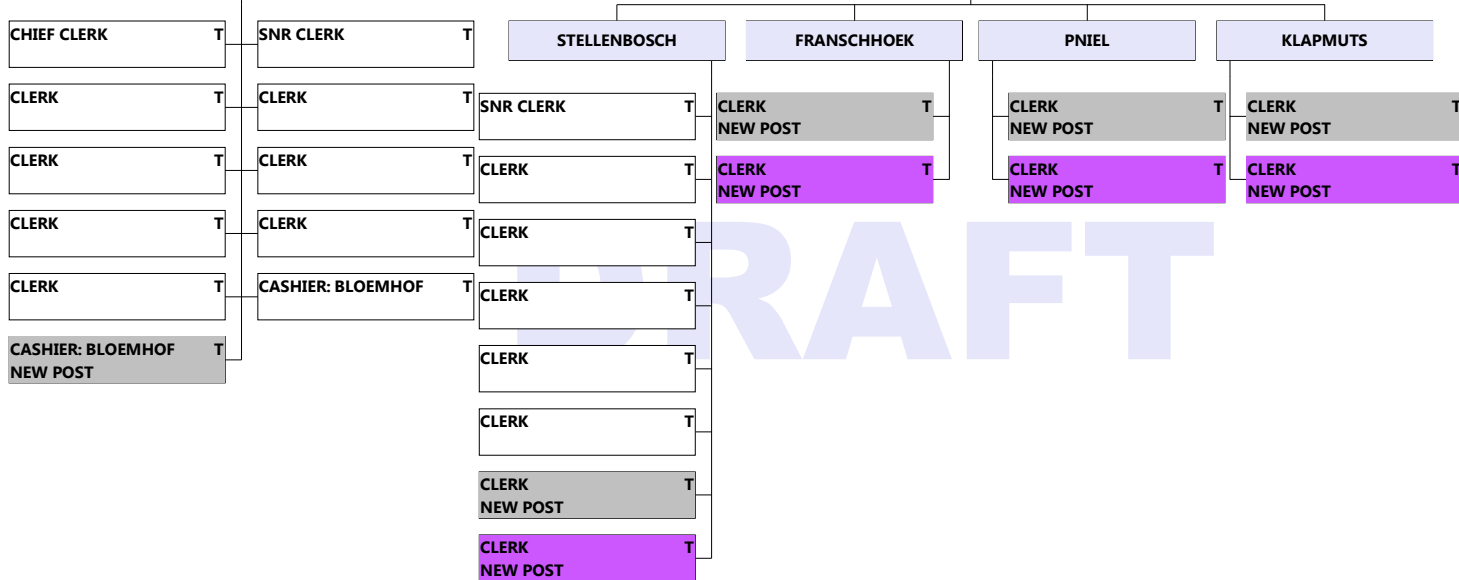 CHIEF CLERK T
SNR CLERK T
CLERK T
CLERK T
CLERK T
CLERK T
CLERK T
CLERK T
CLERK T
CASHIER: BLOEMHOF T
CASHIER: BLOEMHOF T
NEW POST
STELLENBOSCH
FRANSCHHOEK
PNIEL
KLAPMUTS
SNR CLERK T
CLERK T
CLERK T
CLERK T
CLERK T
CLERK T
CLERK T
NEW POST
CLERK T
NEW POST
CLERK T
NEW POST
CLERK T
NEW POST
CLERK T
NEW POST
CLERK T
NEW POST
CLERK T
NEW POST
CLERK T
NEW POST
DRAFT